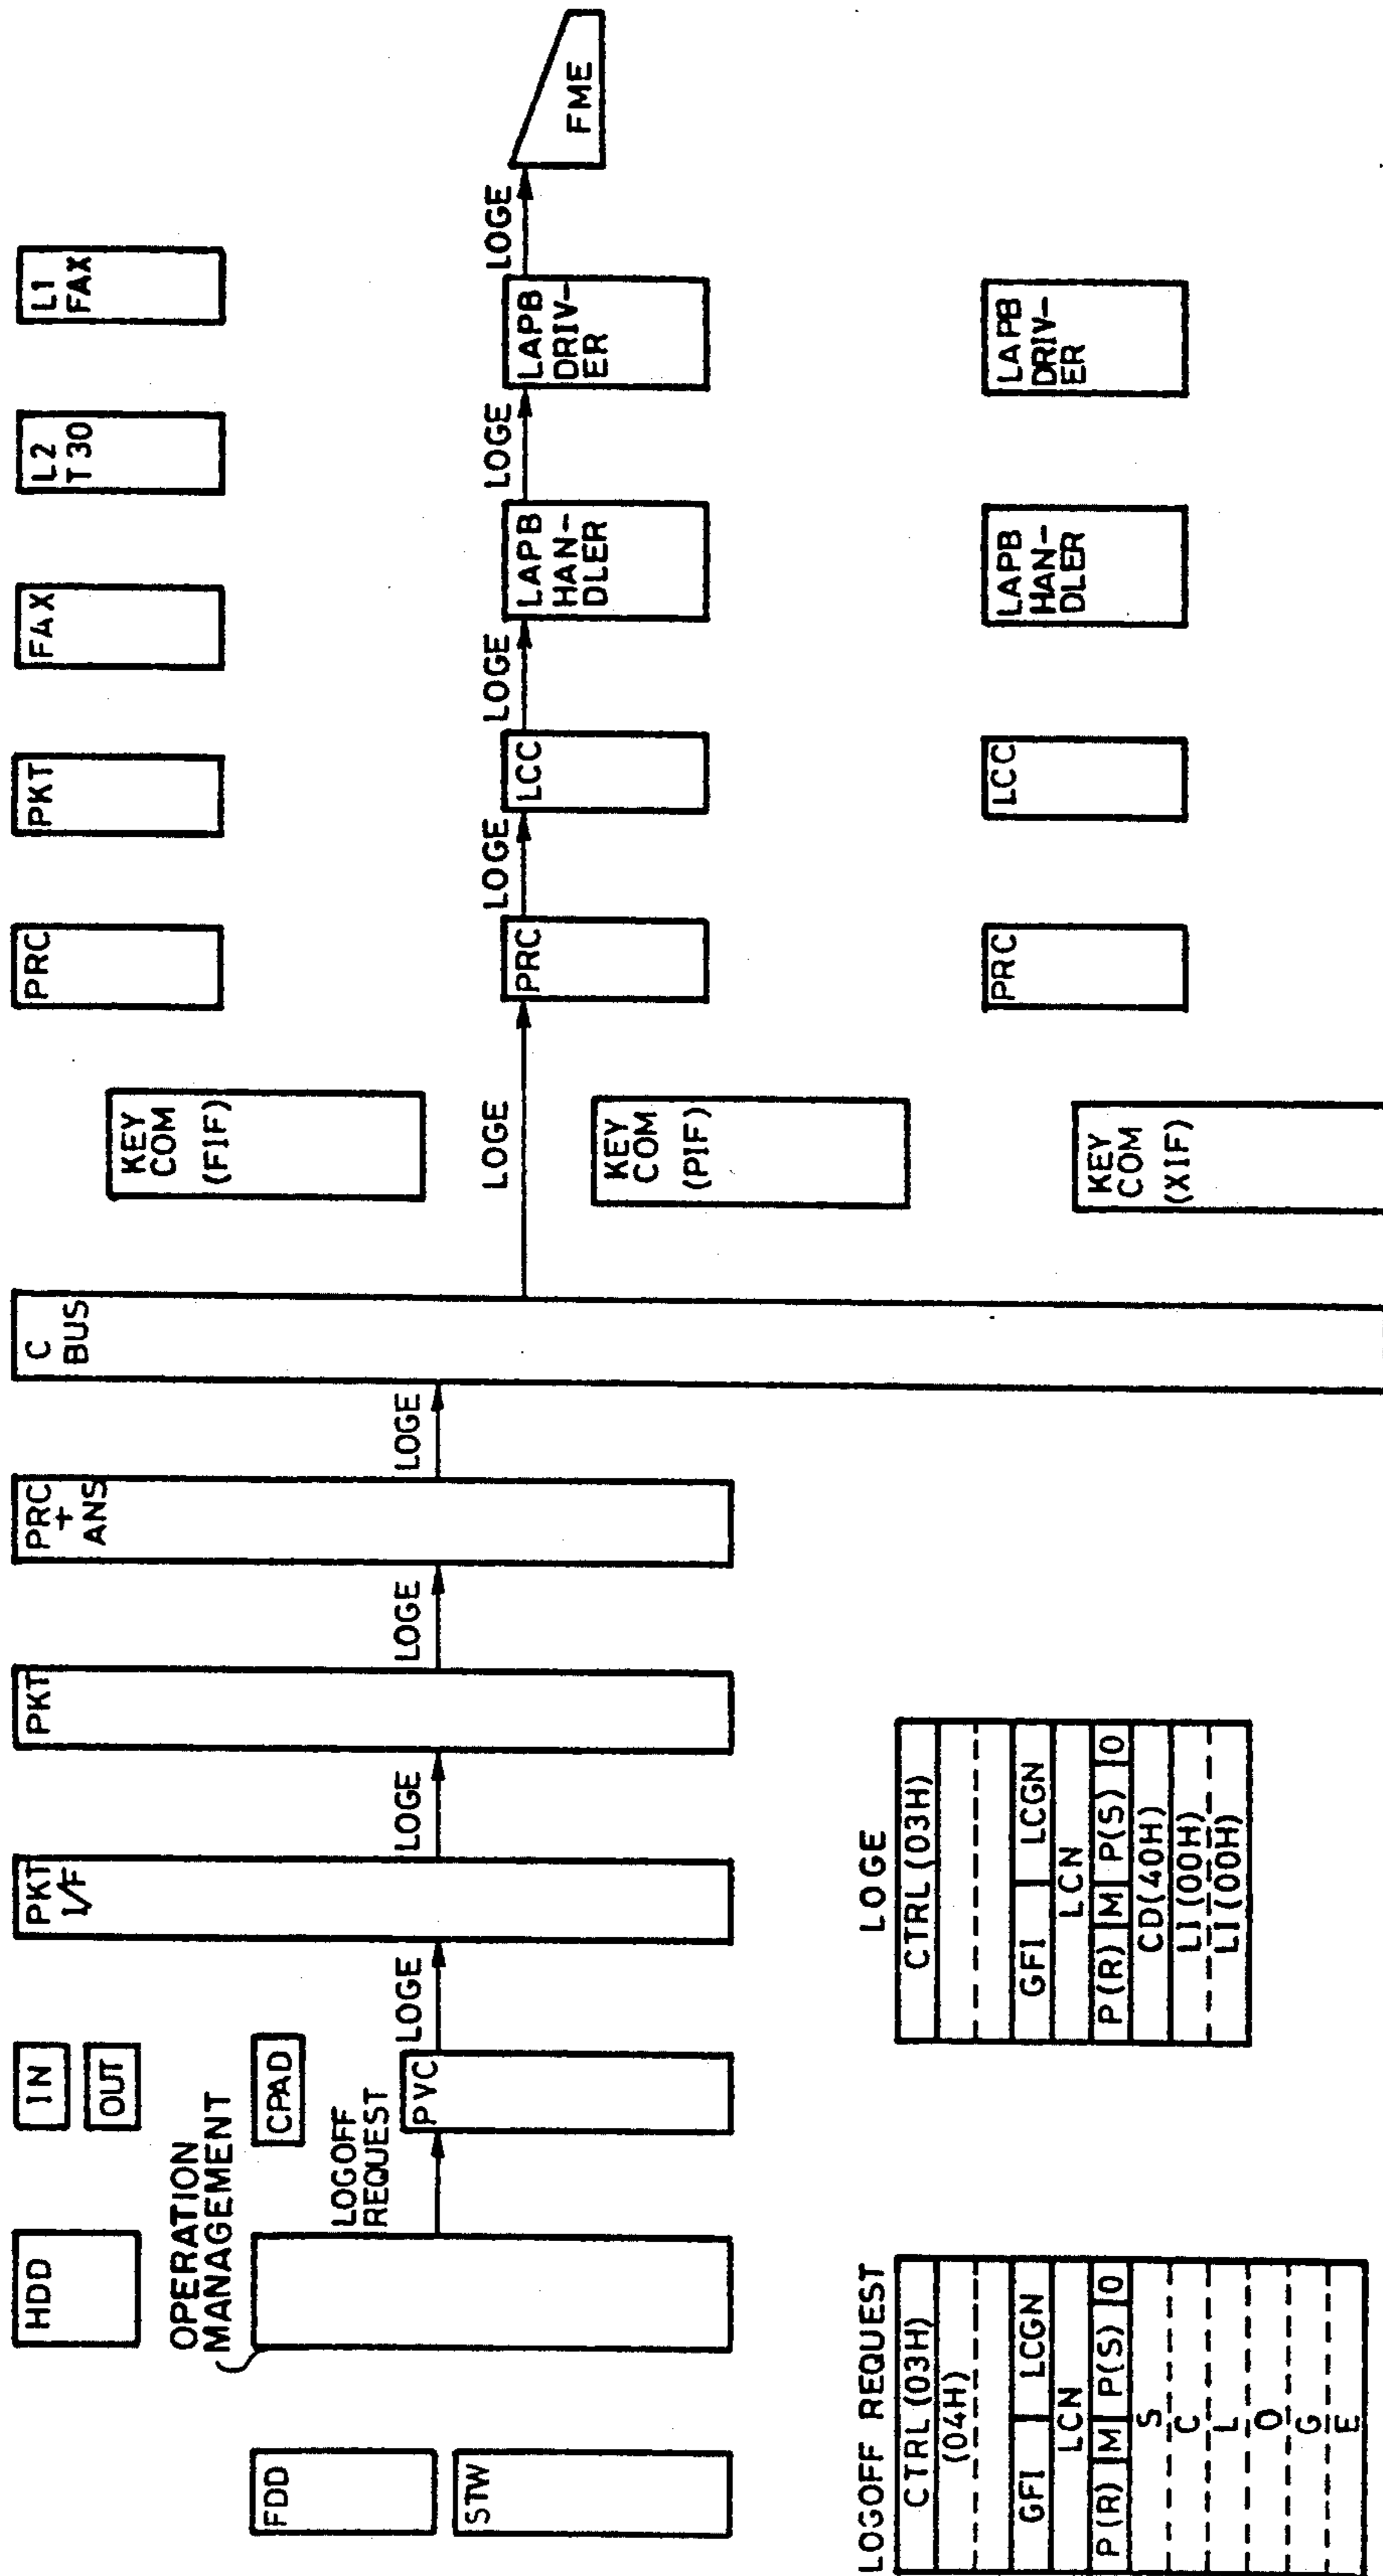 HDD
IN
OUT
PKT
I/F
PKT
PRC
+
ANS
C
BUS
PRC
PKT
FAX
L2
T30
L1
FAX
OPERATION
MANAGEMENT
KEY
COM
(FIF)
FDD
CPAD
LOGOFF
REQUEST
STW
PVC
LOGE
LOGE
LOGE
LOGE
LOGE
PRC
LOGE
LCC
LOGE
LAPB
HAN-
DLER
LOGE
LAPB
DRIV-
ER
LOGE
FME
KEY
COM
(PIF)
PRC
LCC
LAPB
HAN-
DLER
LAPB
DRIV-
ER
KEY
COM
(XIF)
LOGOFF REQUEST
CTRL(03H)
(04H)
GFI LCGN
LCN
P(R) M P(S) 0
S
C
L
O
G
E
LOGE
CTRL(03H)
GFI LCGN
LCN
P(R) M P(S) 0
CD(40H)
LI(00H)
LI(00H)